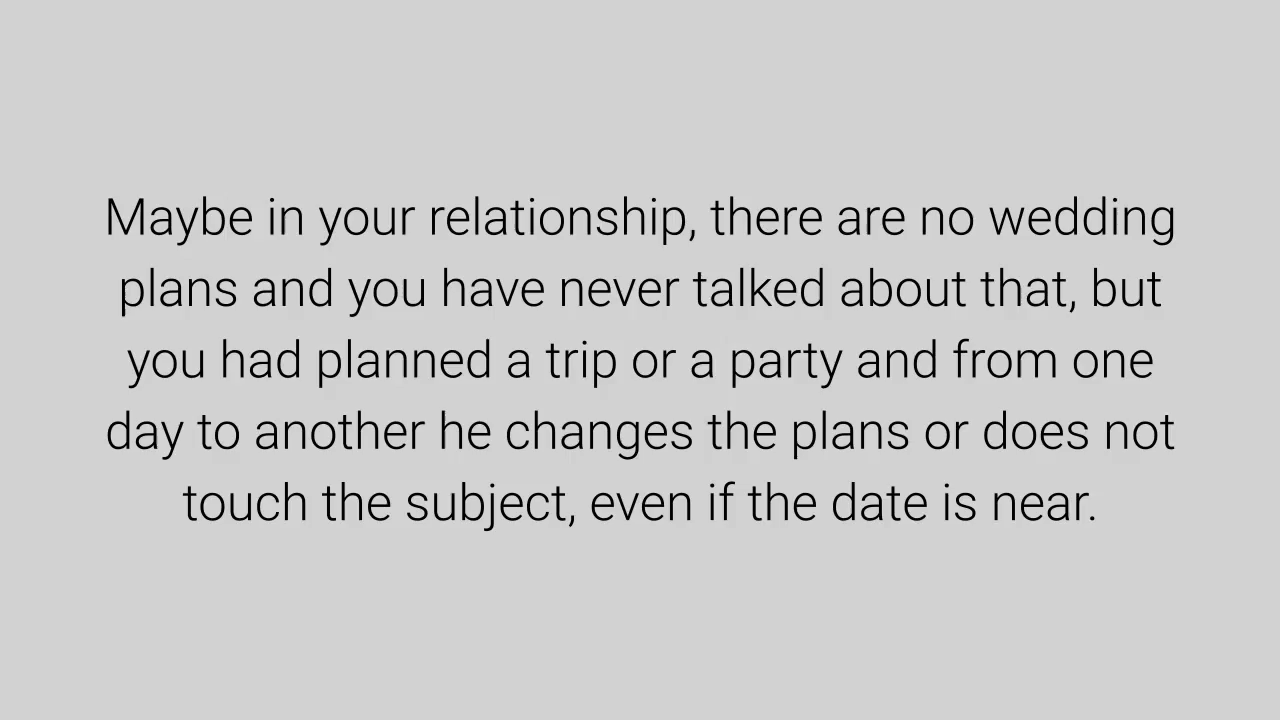 Maybe in your relationship, there are no wedding
plans and you have never talked about that, but
you had planned a trip or a party and from one
day to another he changes the plans or does not
touch the subject, even if the date is near.